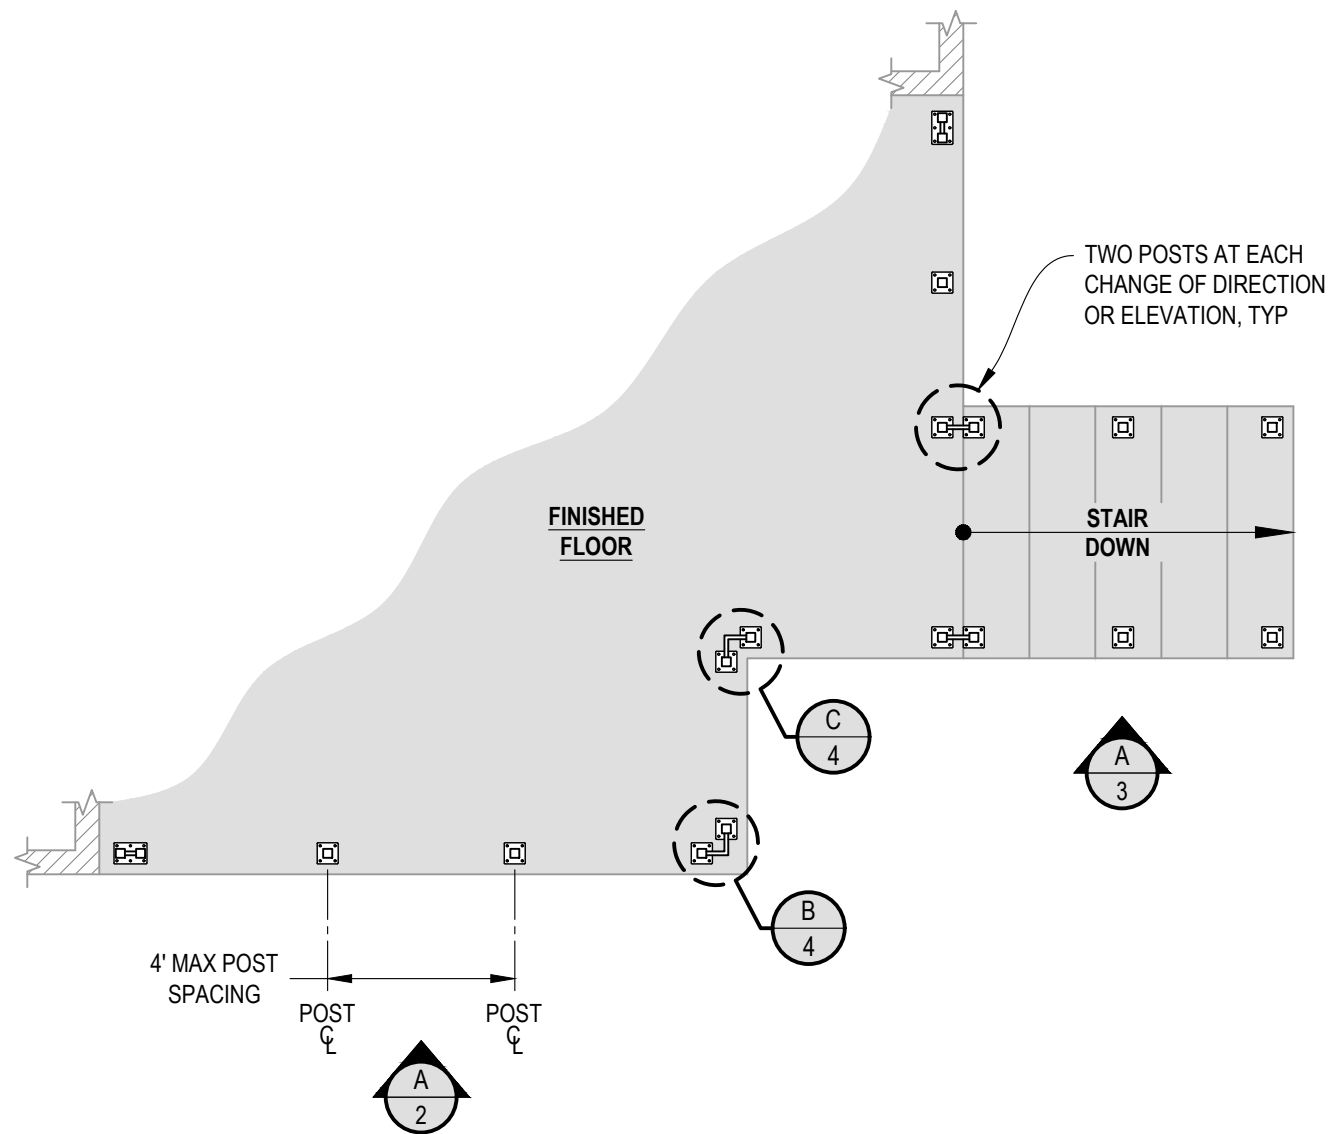 TWO POSTS AT EACH
CHANGE OF DIRECTION
OR ELEVATION, TYP
FINISHED
FLOOR
STAIR
DOWN
C
4
A
3
B
4
4' MAX POST
SPACING
POST
℄
POST
℄
A
2